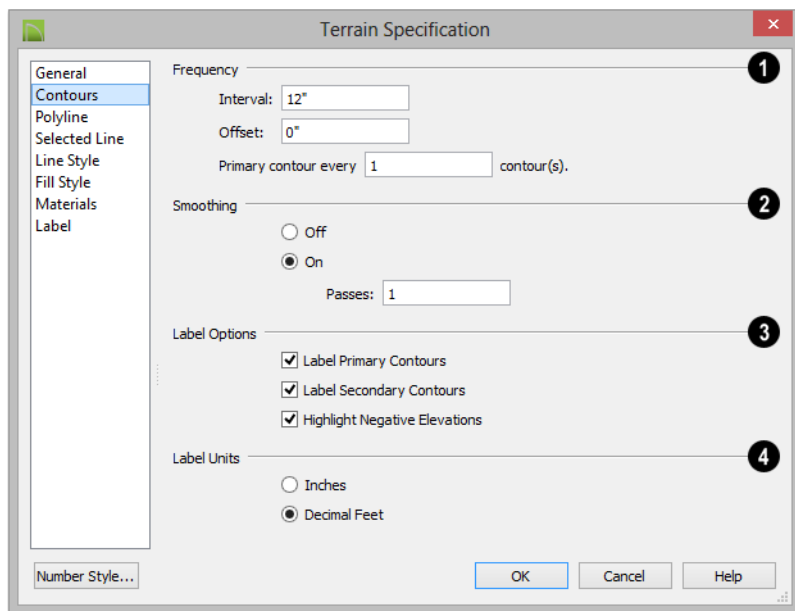 Terrain Specification
General
Contours
Polyline
Selected Line
Line Style
Fill Style
Materials
Label
Frequency 1
Interval: 12"
Offset: 0"
Primary contour every 1 contour(s).
Smoothing 2
Off
On
Passes: 1
Label Options 3
Label Primary Contours
Label Secondary Contours
Highlight Negative Elevations
Label Units 4
Inches
Decimal Feet
Number Style... OK Cancel Help